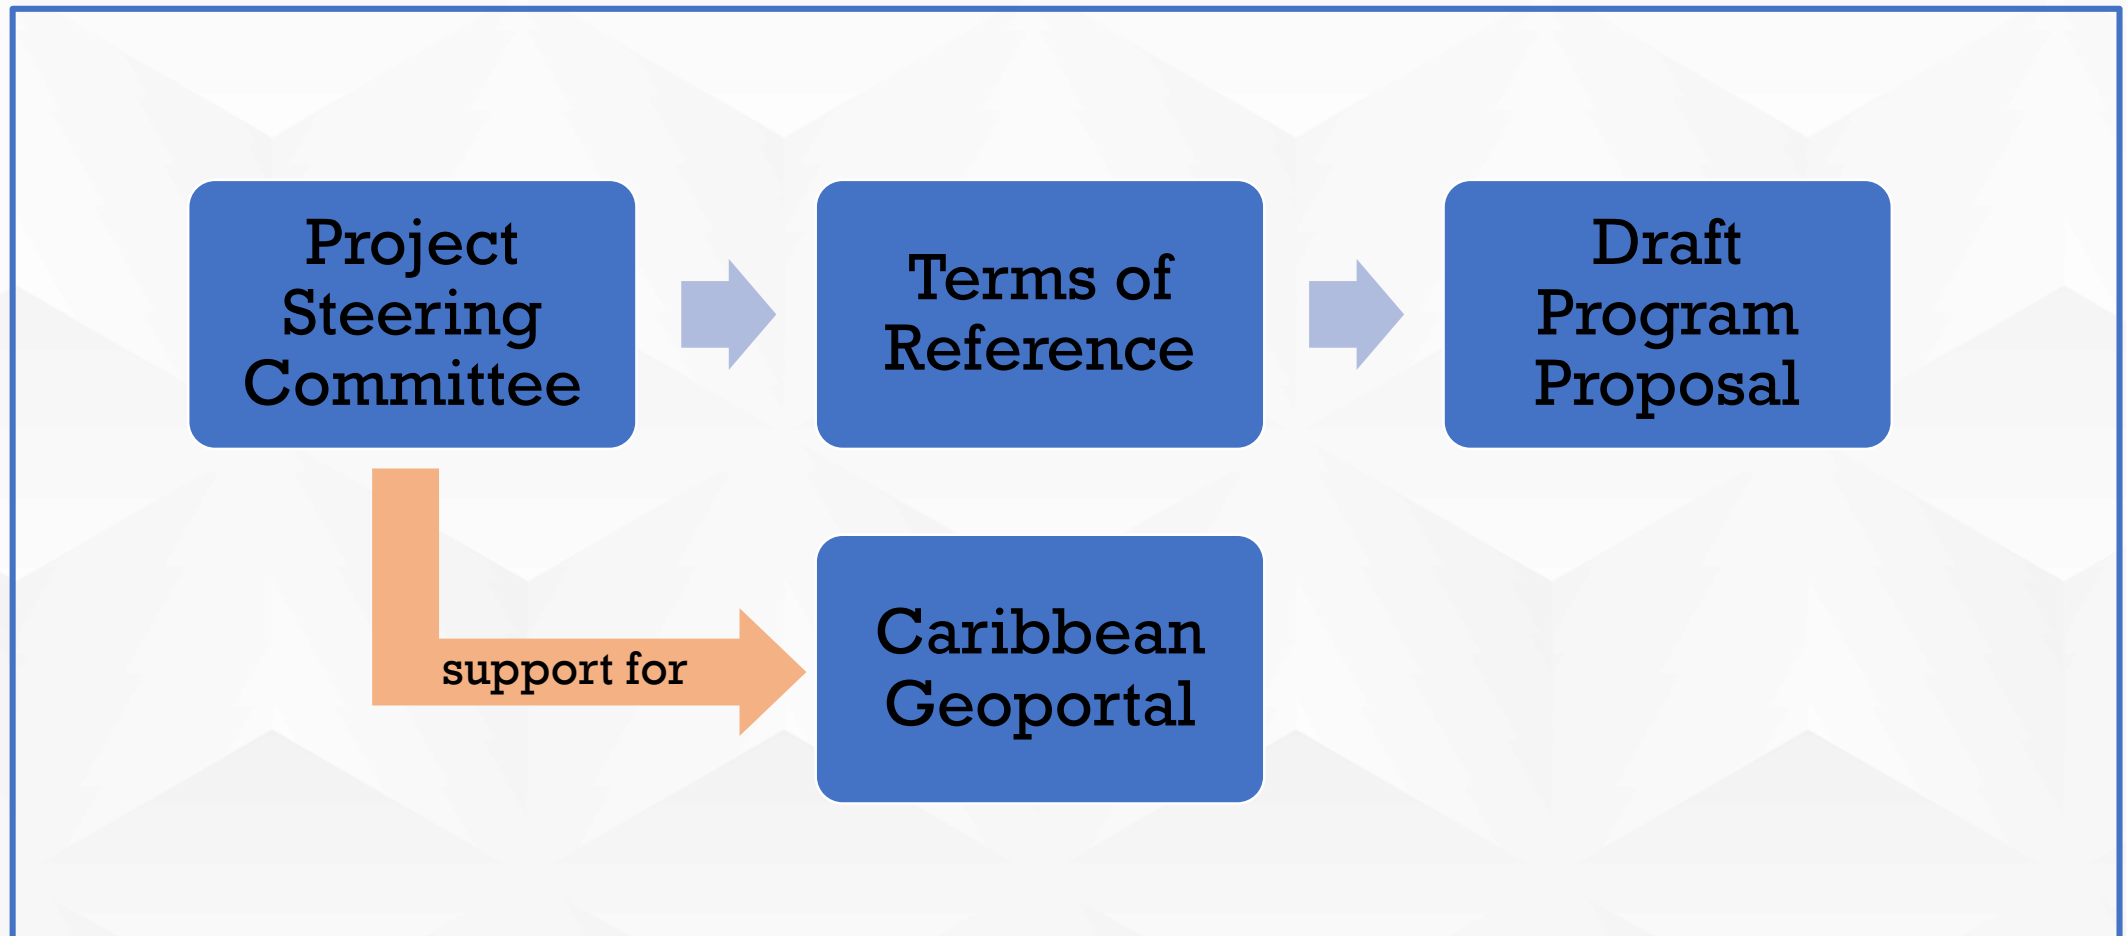 Project
Steering
Committee
Terms of
Reference
Draft
Program
Proposal
support for
Caribbean
Geoportal